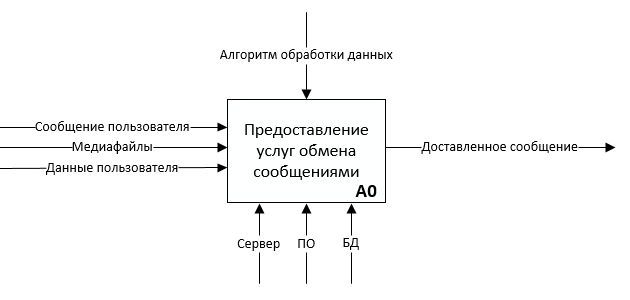 Алгоритм обработки данных
Сообщение пользователя
Медиафайлы
Данные пользователя
Предоставление
услуг обмена
сообщениями
A0
Доставленное сообщение
Сервер
ПО
БД